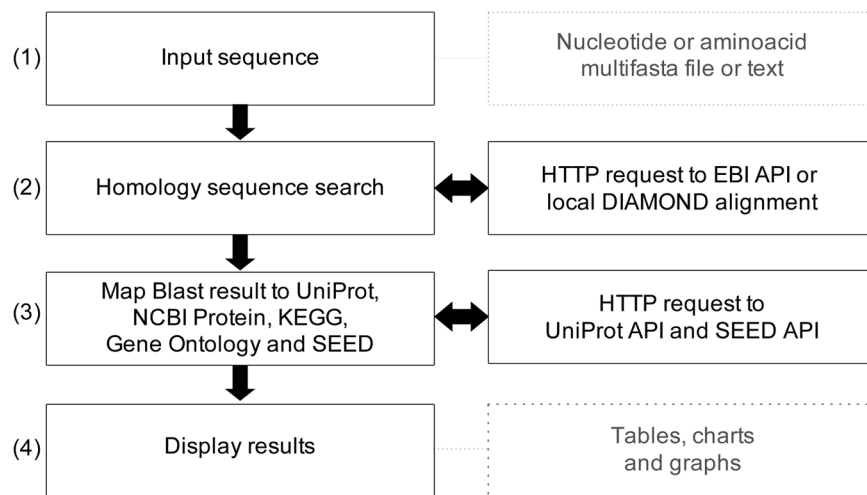 (1)
Input sequence
Nucleotide or aminoacid
multifasta file or text
(2)
Homology sequence search
HTTP request to EBI API or
local DIAMOND alignment
(3)
Map Blast result to UniProt,
NCBI Protein, KEGG,
Gene Ontology and SEED
HTTP request to
UniProt API and SEED API
(4)
Display results
Tables, charts
and graphs